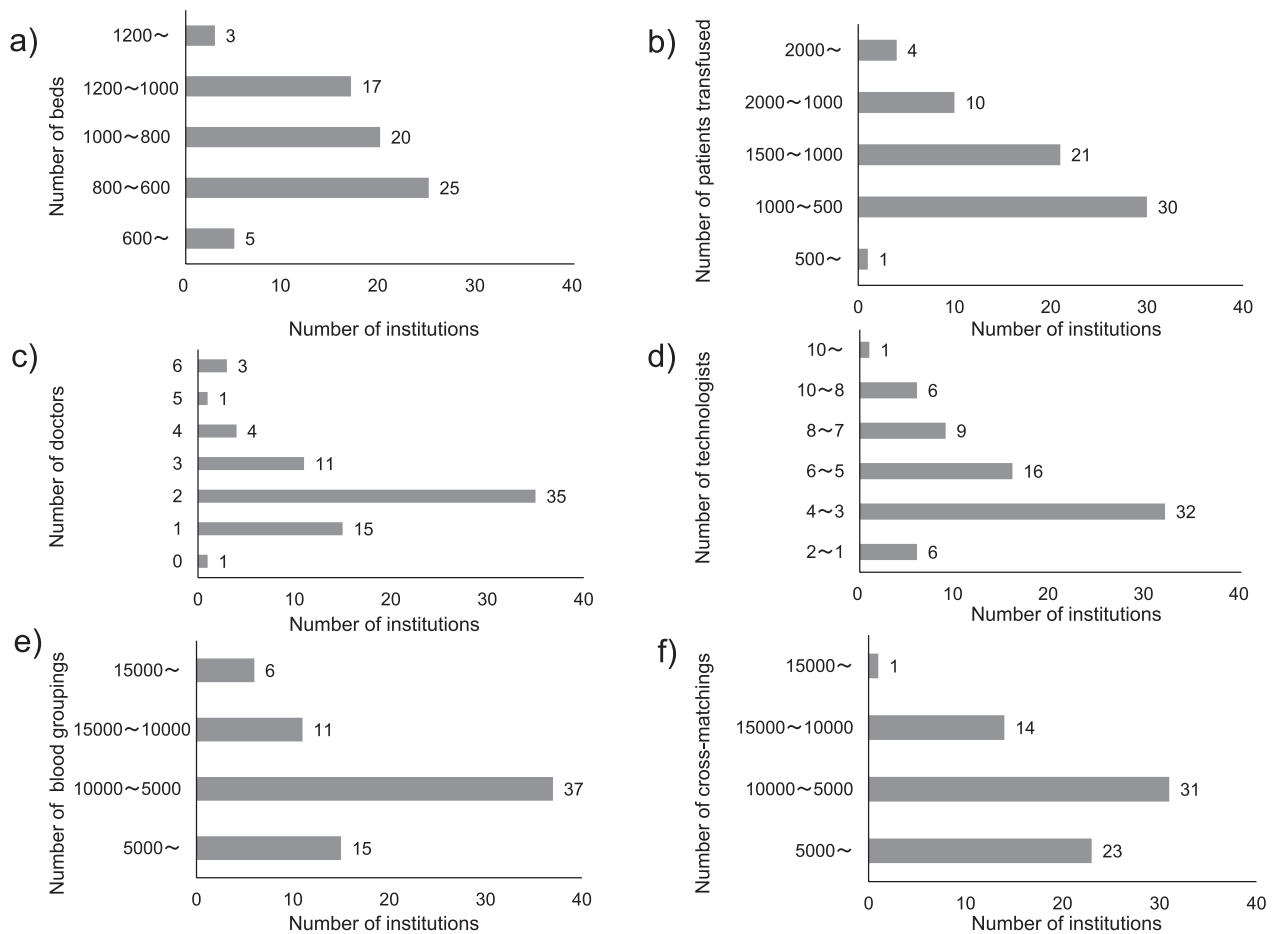 a)
Number of beds
1200～ 3
1200～1000 17
1000～800 20
800～600 25
600～ 5
0 10 20 30 40
Number of institutions
b)
Number of patients transfused
2000～ 4
2000～1000 10
1500～1000 21
1000～500 30
500～ 1
0 10 20 30 40
Number of institutions
c)
Number of doctors
6 3
5 1
4 4
3 11
2 35
1 15
0 1
0 10 20 30 40
Number of institutions
d)
Number of technologists
10～ 1
10～8 6
8～7 9
6～5 16
4～3 32
2～1 6
0 10 20 30 40
Number of institutions
e)
Number of blood groupings
15000～ 6
15000～10000 11
10000～5000 37
5000～ 15
0 10 20 30 40
Number of institutions
f)
Number of cross-matchings
15000～ 1
15000～10000 14
10000～5000 31
5000～ 23
0 10 20 30 40
Number of institutions